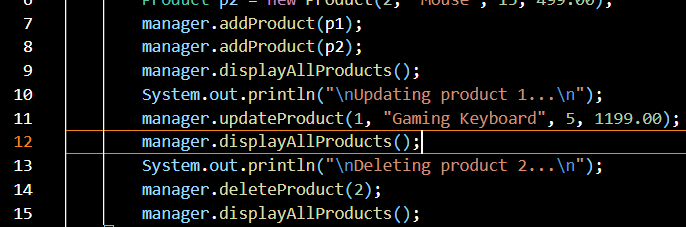 6 Product p2 = new Product(2, "Mouse", 15, 499.00);
7 manager.addProduct(p1);
8 manager.addProduct(p2);
9 manager.displayAllProducts();
10 System.out.println("\nUpdating product 1...\n");
11 manager.updateProduct(1, "Gaming Keyboard", 5, 1199.00);
12 manager.displayAllProducts();
13 System.out.println("\nDeleting product 2...\n");
14 manager.deleteProduct(2);
15 manager.displayAllProducts();